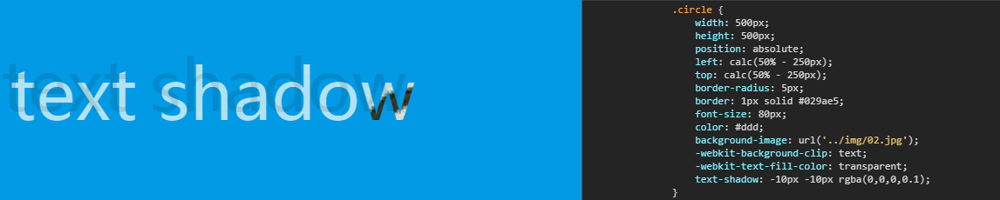 text shadow
.circle {
width: 500px;
height: 500px;
position: absolute;
left: calc(50% - 250px);
top: calc(50% - 250px);
border-radius: 5px;
border: 1px solid #029ae5;
font-size: 80px;
color: #ddd;
background-image: url('../img/02.jpg');
-webkit-background-clip: text;
-webkit-text-fill-color: transparent;
text-shadow: -10px -10px rgba(0,0,0,0.1);
}